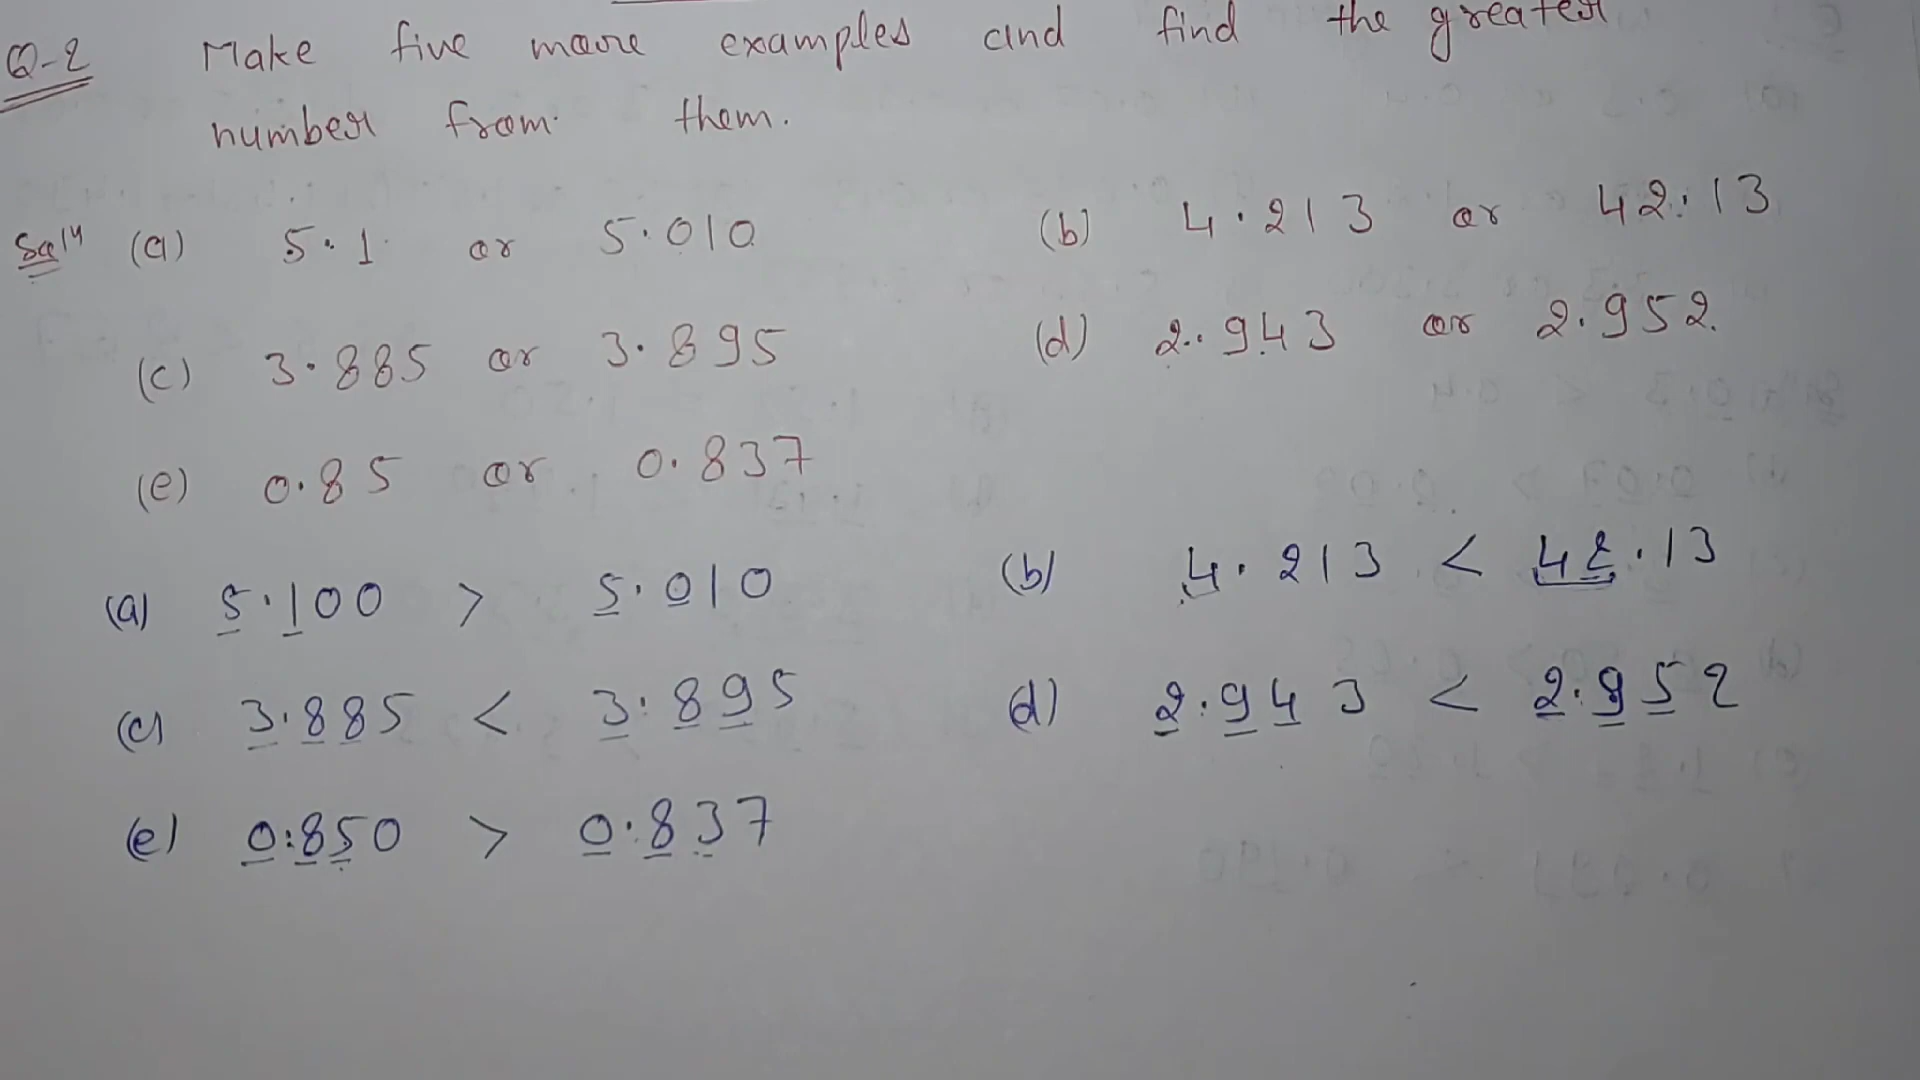 Q-2 Make five more examples and find the greater
number from them.
Solⁿ (a) 5.1 or 5.010 (b) 4.213 or 42.13
(c) 3.885 or 3.895 (d) 2.943 or 2.952
(e) 0.85 or 0.837
(a) 5.100 > 5.010 (b) 4.213 < 42.13
(c) 3.885 < 3.895 (d) 2.943 < 2.952
(e) 0.850 > 0.837